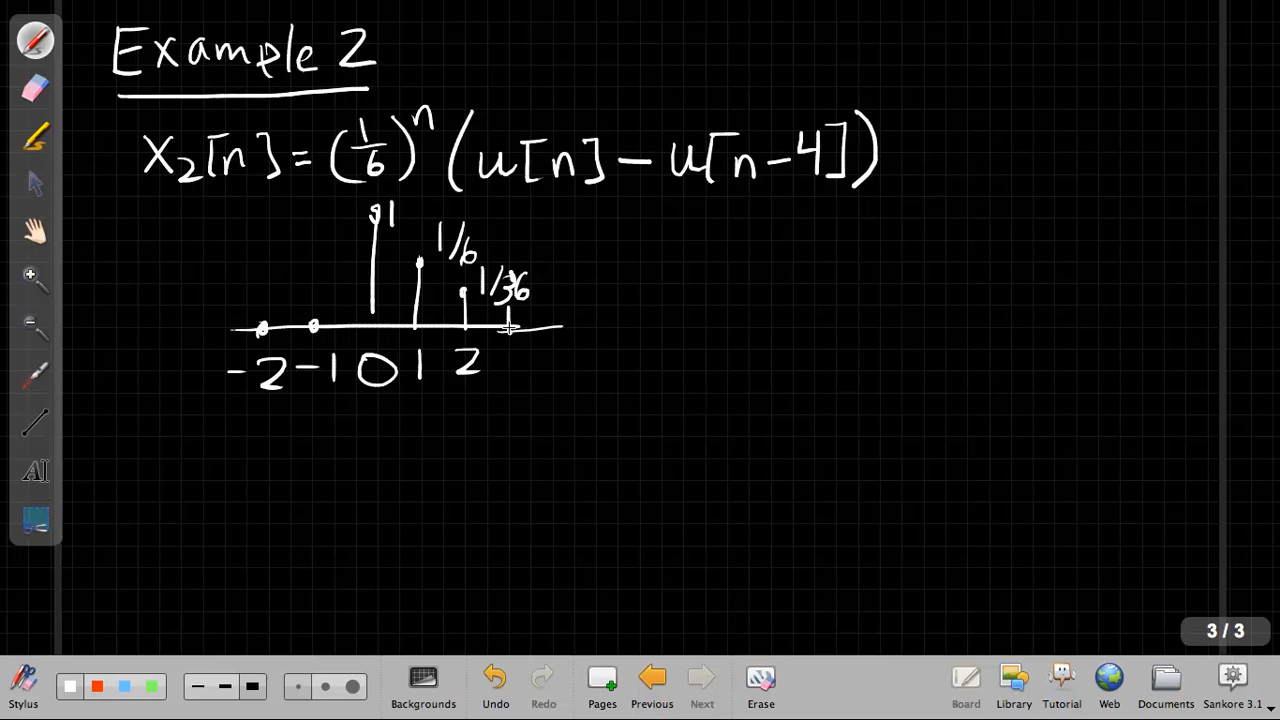 Example 2
x₂[n] = (1/6)ⁿ (u[n] − u[n−4])
1
1/6
1/36
-2 -1 0 1 2
3 / 3
Stylus Backgrounds Undo Redo Pages Previous Next Erase Board Library Tutorial Web Documents Sankore 3.1